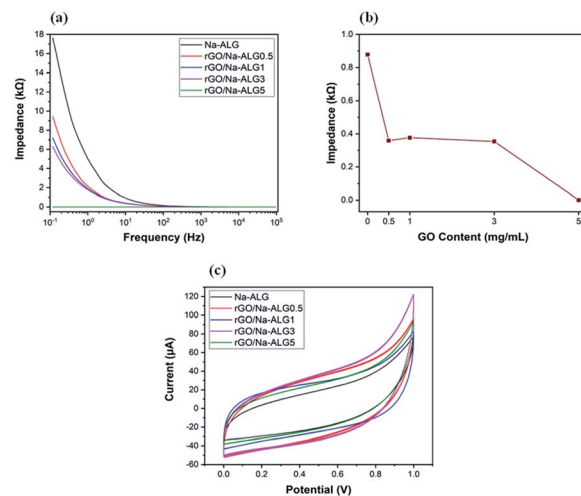 (a)
18
16
14
12
10
8
6
4
2
0
Impedance (kΩ)
Na-ALG
rGO/Na-ALG0.5
rGO/Na-ALG1
rGO/Na-ALG3
rGO/Na-ALG5
10⁻¹ 10⁰ 10¹ 10² 10³ 10⁴ 10⁵
Frequency (Hz)
(b)
1.0
0.8
0.6
0.4
0.2
0.0
Impedance (kΩ)
0 0.5 1 3 5
GO Content (mg/mL)
(c)
120
100
80
60
40
20
0
-20
-40
-60
Current (µA)
Na-ALG
rGO/Na-ALG0.5
rGO/Na-ALG1
rGO/Na-ALG3
rGO/Na-ALG5
0.0 0.2 0.4 0.6 0.8 1.0
Potential (V)